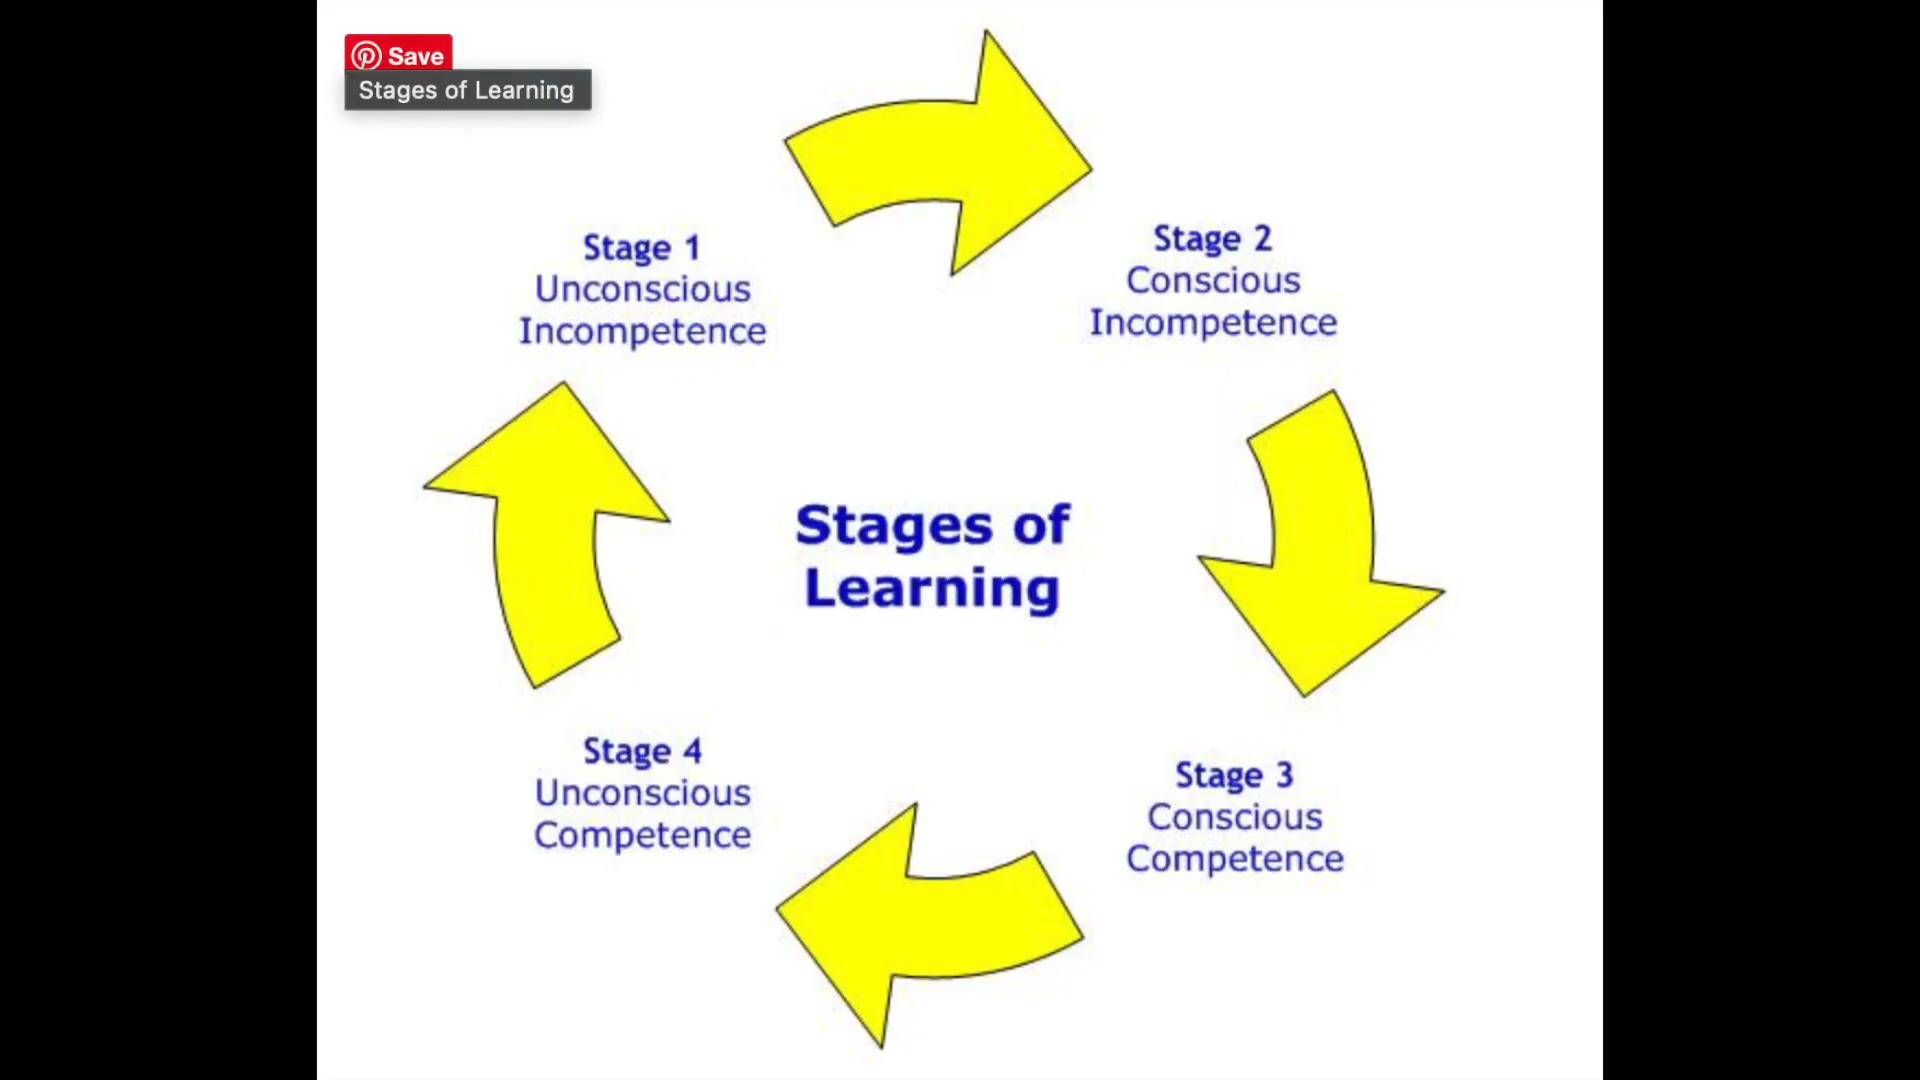 Save
Stages of Learning
Stage 1
Unconscious
Incompetence
Stage 2
Conscious
Incompetence
Stages of
Learning
Stage 4
Unconscious
Competence
Stage 3
Conscious
Competence